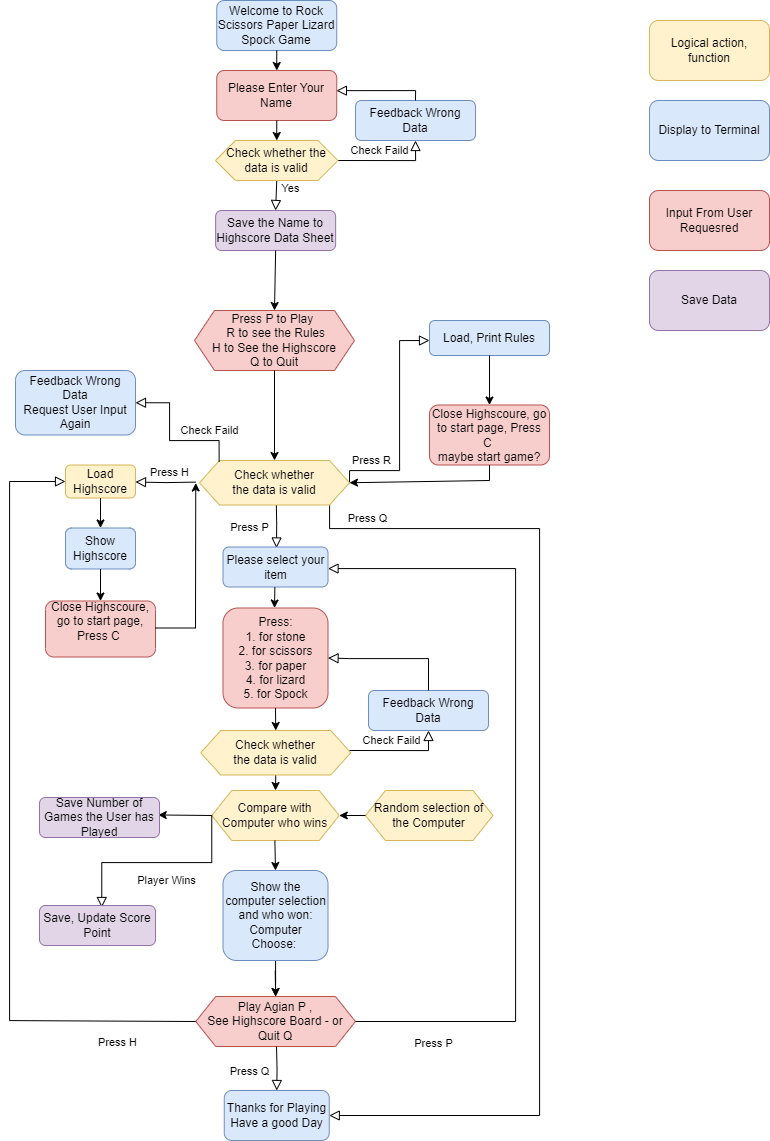 Welcome to Rock
Scissors Paper Lizard
Spock Game
Please Enter Your
Name
Feedback Wrong
Data
Check Faild
Check whether the
data is valid
Yes
Save the Name to
Highscore Data Sheet
Press P to Play
R to see the Rules
H to See the Highscore
Q to Quit
Load, Print Rules
Feedback Wrong
Data
Request User Input
Again
Check Faild
Close Highscoure, go
to start page, Press
C
maybe start game?
Press R
Check whether
the data is valid
Press H
Load
Highscore
Press P
Press Q
Show
Highscore
Please select your
item
Close Highscoure,
go to start page,
Press C
Press:
1. for stone
2. for scissors
3. for paper
4. for lizard
5. for Spock
Feedback Wrong
Data
Check Faild
Check whether
the data is valid
Save Number of
Games the User has
Played
Compare with
Computer who wins
Random selection of
the Computer
Player Wins
Save, Update Score
Point
Show the
computer selection
and who won:
Computer
Choose:
Play Agian P ,
See Highscore Board - or
Quit Q
Press H
Press P
Press Q
Thanks for Playing
Have a good Day
Logical action,
function
Display to Terminal
Input From User
Requesred
Save Data